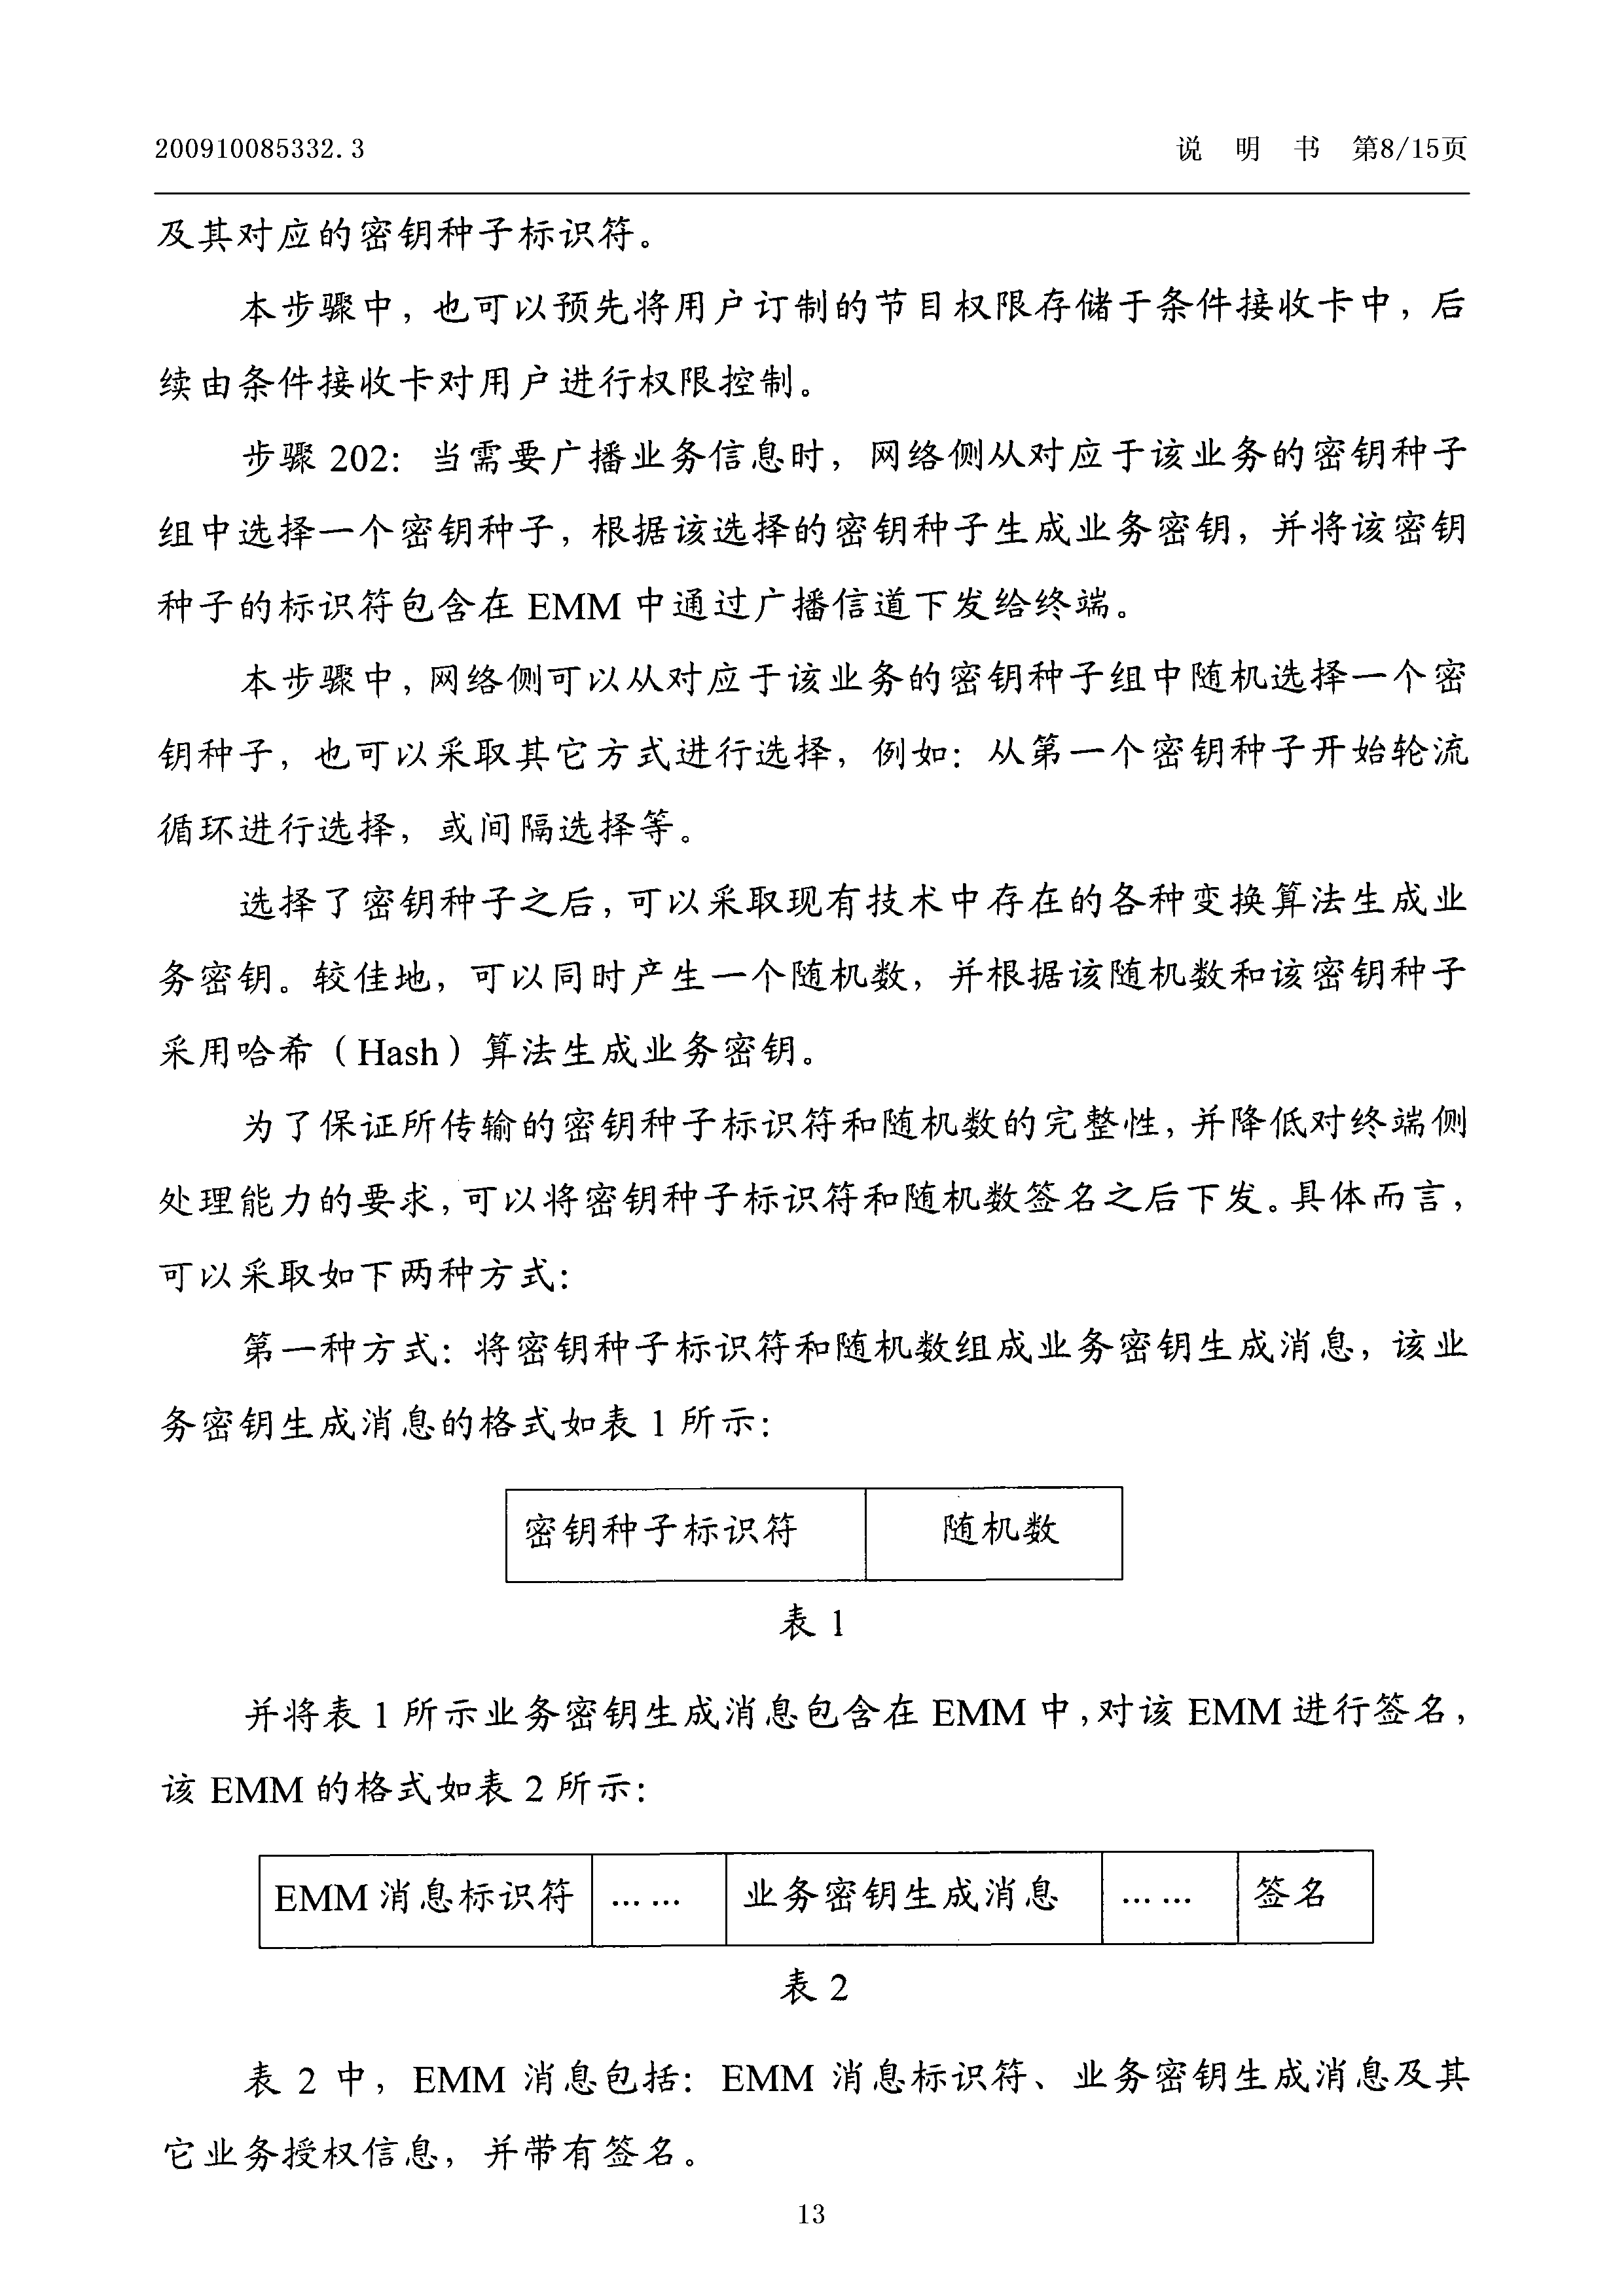 200910085332.3 说 明 书 第8/15页
及其对应的密钥种子标识符。
本步骤中，也可以预先将用户订制的节目权限存储于条件接收卡中，后
续由条件接收卡对用户进行权限控制。
步骤 202：当需要广播业务信息时，网络侧从对应于该业务的密钥种子
组中选择一个密钥种子，根据该选择的密钥种子生成业务密钥，并将该密钥
种子的标识符包含在 EMM 中通过广播信道下发给终端。
本步骤中，网络侧可以从对应于该业务的密钥种子组中随机选择一个密
钥种子，也可以采取其它方式进行选择，例如：从第一个密钥种子开始轮流
循环进行选择，或间隔选择等。
选择了密钥种子之后，可以采取现有技术中存在的各种变换算法生成业
务密钥。较佳地，可以同时产生一个随机数，并根据该随机数和该密钥种子
采用哈希（Hash）算法生成业务密钥。
为了保证所传输的密钥种子标识符和随机数的完整性，并降低对终端侧
处理能力的要求，可以将密钥种子标识符和随机数签名之后下发。具体而言，
可以采取如下两种方式：
第一种方式：将密钥种子标识符和随机数组成业务密钥生成消息，该业
务密钥生成消息的格式如表 1 所示：
密钥种子标识符 随机数
表 1
并将表 1 所示业务密钥生成消息包含在 EMM 中，对该 EMM 进行签名，
该 EMM 的格式如表 2 所示：
EMM 消息标识符 …… 业务密钥生成消息 …… 签名
表 2
表 2 中，EMM 消息包括：EMM 消息标识符、业务密钥生成消息及其
它业务授权信息，并带有签名。
13